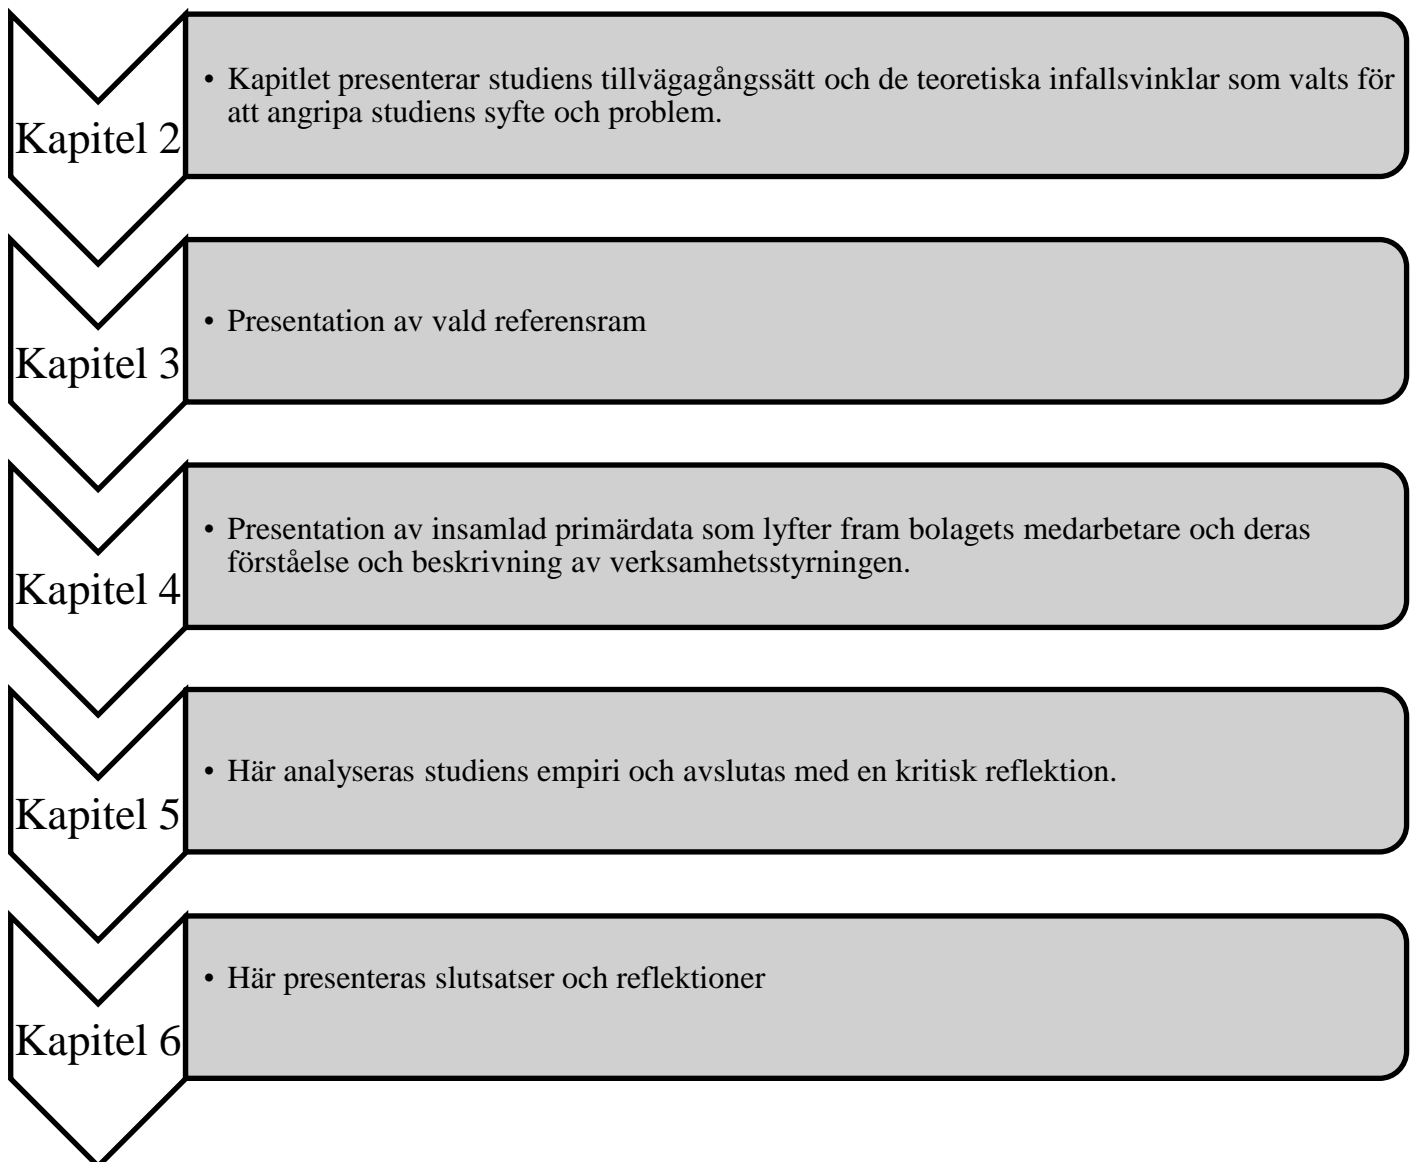 Kapitel 2
• Kapitlet presenterar studiens tillvägagångssätt och de teoretiska infallsvinklar som valts för
att angripa studiens syfte och problem.
Kapitel 3
• Presentation av vald referensram
Kapitel 4
• Presentation av insamlad primärdata som lyfter fram bolagets medarbetare och deras
förståelse och beskrivning av verksamhetsstyrningen.
Kapitel 5
• Här analyseras studiens empiri och avslutas med en kritisk reflektion.
Kapitel 6
• Här presenteras slutsatser och reflektioner